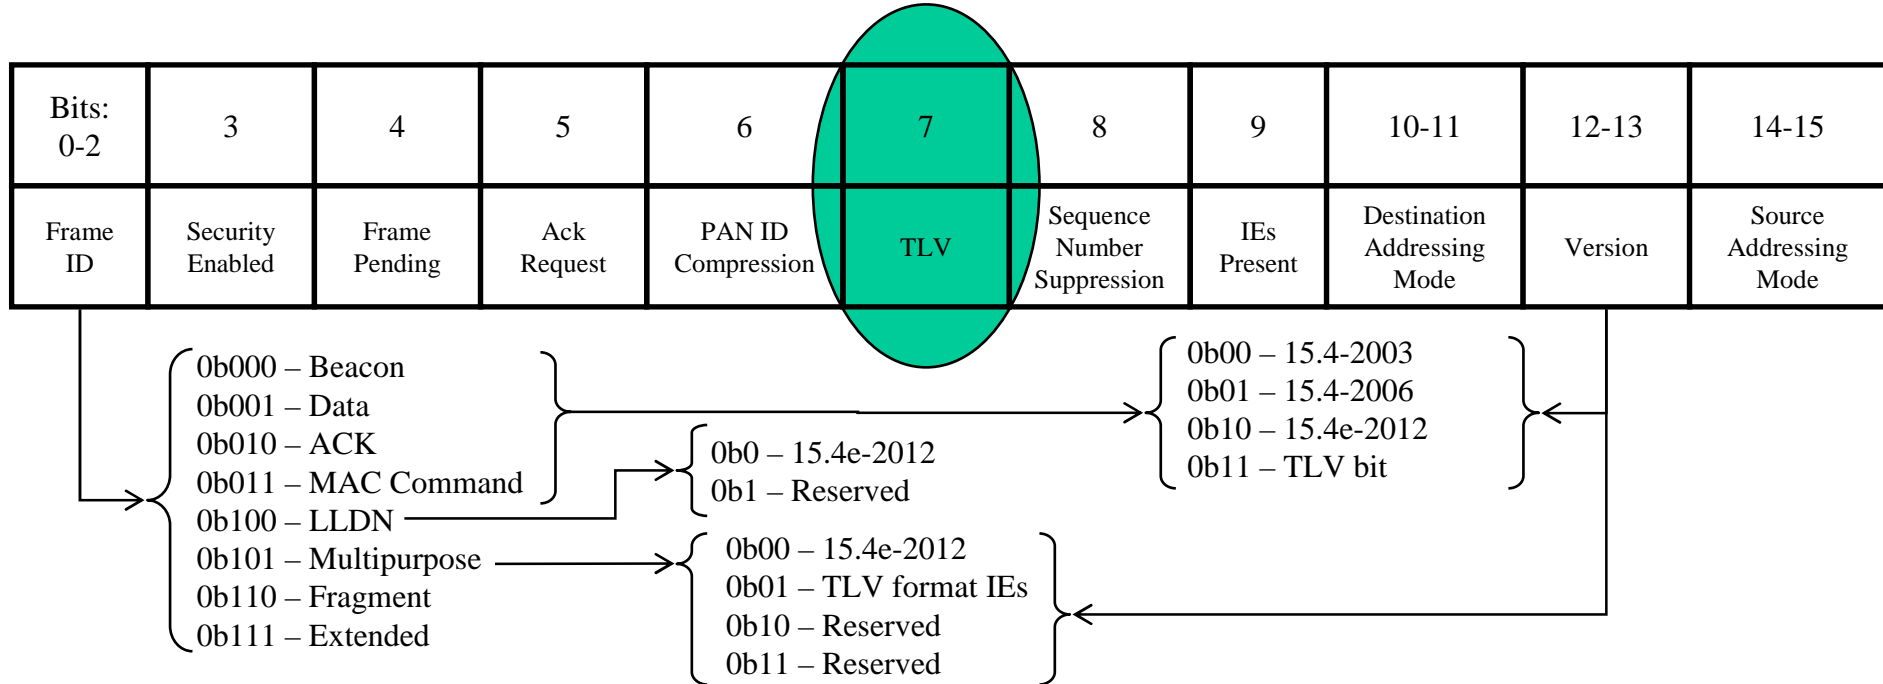 Bits:
0-2
3
4
5
6
7
8
9
10-11
12-13
14-15
Frame
ID
Security
Enabled
Frame
Pending
Ack
Request
PAN ID
Compression
TLV
Sequence
Number
Suppression
IEs
Present
Destination
Addressing
Mode
Version
Source
Addressing
Mode
0b000 – Beacon
0b001 – Data
0b010 – ACK
0b011 – MAC Command
0b100 – LLDN
0b101 – Multipurpose
0b110 – Fragment
0b111 – Extended
0b0 – 15.4e-2012
0b1 – Reserved
0b00 – 15.4e-2012
0b01 – TLV format IEs
0b10 – Reserved
0b11 – Reserved
0b00 – 15.4-2003
0b01 – 15.4-2006
0b10 – 15.4e-2012
0b11 – TLV bit